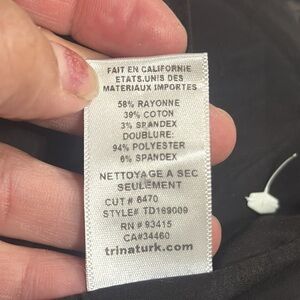 FAIT EN CALIFORNIE
ETATS.UNIS DES
MATERIAUX IMPORTES
58% RAYONNE
39% COTON
3% SPANDEX
DOUBLURE:
94% POLYESTER
6% SPANDEX
NETTOYAGE A SEC
SEULEMENT
CUT # 6470
STYLE# TD169009
RN # 93415
CA#34460
trinaturk.com